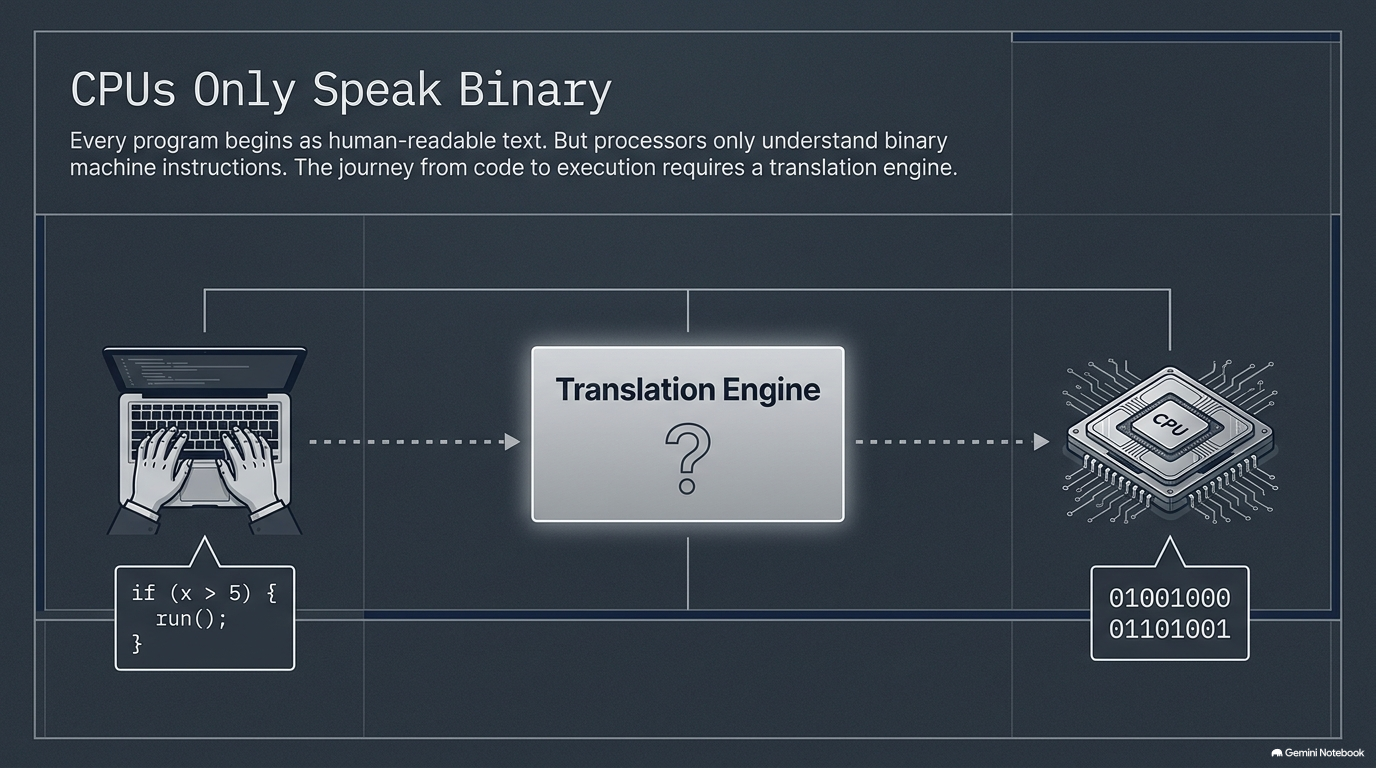 CPUs Only Speak Binary
Every program begins as human-readable text. But processors only understand binary
machine instructions. The journey from code to execution requires a translation engine.
Translation Engine
?
CPU
if (x > 5) {
  run();
}
01001000
01101001
Gemini Notebook